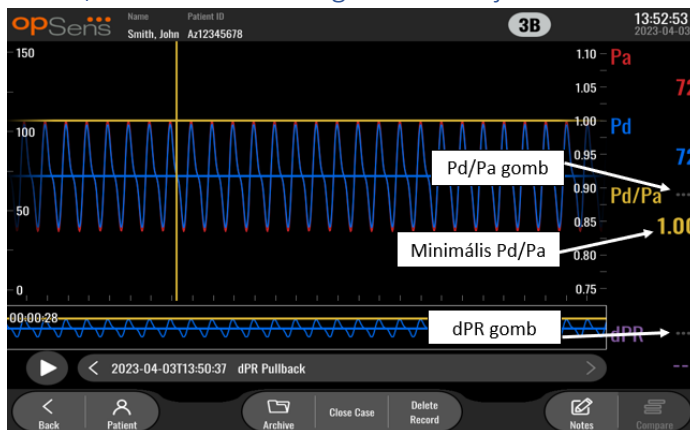 opSens
Name
Smith, John
Patient ID
Az12345678
3B
13:52:53
2023-04-03
150
100
50
0
1.10
1.05
1.00
0.95
0.90
0.85
0.80
0.75
Pa
72
Pd
72
Pd/Pa
---
1.00
dPR
---
--
Pd/Pa gomb
Minimális Pd/Pa
dPR gomb
00:00:28
< 2023-04-03T13:50:37 dPR Pullback >
Back
Patient
Archive
Close Case
Delete
Record
Notes
Compare